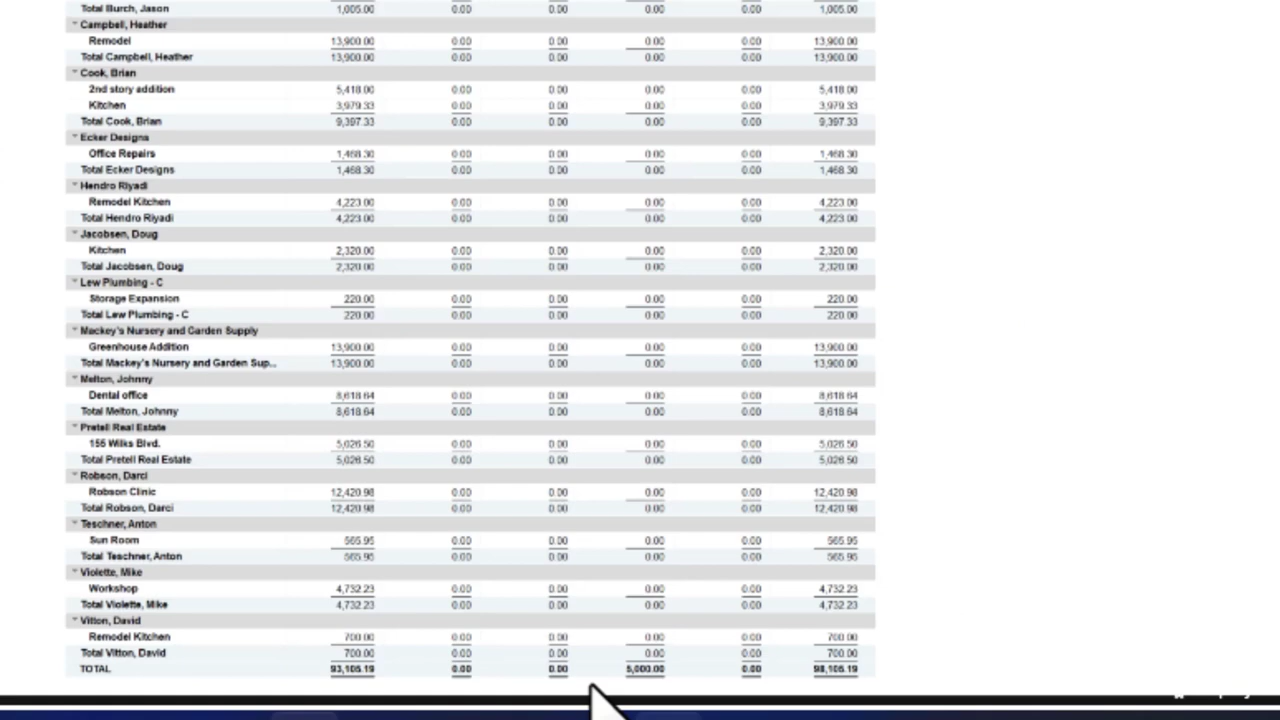 Total Burch, Jason 1,005.00 0.00 0.00 0.00 0.00 1,005.00
Campbell, Heather
Remodel 13,900.00 0.00 0.00 0.00 0.00 13,900.00
Total Campbell, Heather 13,900.00 0.00 0.00 0.00 0.00 13,900.00
Cook, Brian
2nd story addition 5,418.00 0.00 0.00 0.00 0.00 5,418.00
Kitchen 3,979.33 0.00 0.00 0.00 0.00 3,979.33
Total Cook, Brian 9,397.33 0.00 0.00 0.00 0.00 9,397.33
Ecker Designs
Office Repairs 1,468.30 0.00 0.00 0.00 0.00 1,468.30
Total Ecker Designs 1,468.30 0.00 0.00 0.00 0.00 1,468.30
Hendro Riyadi
Remodel Kitchen 4,223.00 0.00 0.00 0.00 0.00 4,223.00
Total Hendro Riyadi 4,223.00 0.00 0.00 0.00 0.00 4,223.00
Jacobsen, Doug
Kitchen 2,320.00 0.00 0.00 0.00 0.00 2,320.00
Total Jacobsen, Doug 2,320.00 0.00 0.00 0.00 0.00 2,320.00
Lew Plumbing - C
Storage Expansion 220.00 0.00 0.00 0.00 0.00 220.00
Total Lew Plumbing - C 220.00 0.00 0.00 0.00 0.00 220.00
Mackey's Nursery and Garden Supply
Greenhouse Addition 13,900.00 0.00 0.00 0.00 0.00 13,900.00
Total Mackey's Nursery and Garden Sup... 13,900.00 0.00 0.00 0.00 0.00 13,900.00
Melton, Johnny
Dental office 8,618.64 0.00 0.00 0.00 0.00 8,618.64
Total Melton, Johnny 8,618.64 0.00 0.00 0.00 0.00 8,618.64
Pretell Real Estate
155 Wilks Blvd. 5,026.50 0.00 0.00 0.00 0.00 5,026.50
Total Pretell Real Estate 5,026.50 0.00 0.00 0.00 0.00 5,026.50
Robson, Darci
Robson Clinic 12,420.98 0.00 0.00 0.00 0.00 12,420.98
Total Robson, Darci 12,420.98 0.00 0.00 0.00 0.00 12,420.98
Teschner, Anton
Sun Room 565.95 0.00 0.00 0.00 0.00 565.95
Total Teschner, Anton 565.95 0.00 0.00 0.00 0.00 565.95
Violette, Mike
Workshop 4,732.23 0.00 0.00 0.00 0.00 4,732.23
Total Violette, Mike 4,732.23 0.00 0.00 0.00 0.00 4,732.23
Vitton, David
Remodel Kitchen 700.00 0.00 0.00 0.00 0.00 700.00
Total Vitton, David 700.00 0.00 0.00 0.00 0.00 700.00
TOTAL 93,105.19 0.00 0.00 5,000.00 0.00 98,105.19